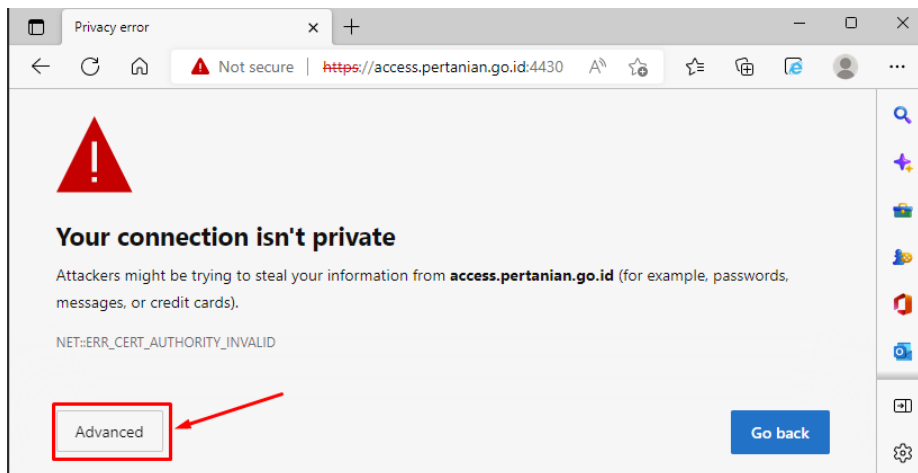 Privacy error
Not secure | https://access.pertanian.go.id:4430
Your connection isn't private
Attackers might be trying to steal your information from access.pertanian.go.id (for example, passwords,
messages, or credit cards).
NET::ERR_CERT_AUTHORITY_INVALID
Advanced
Go back